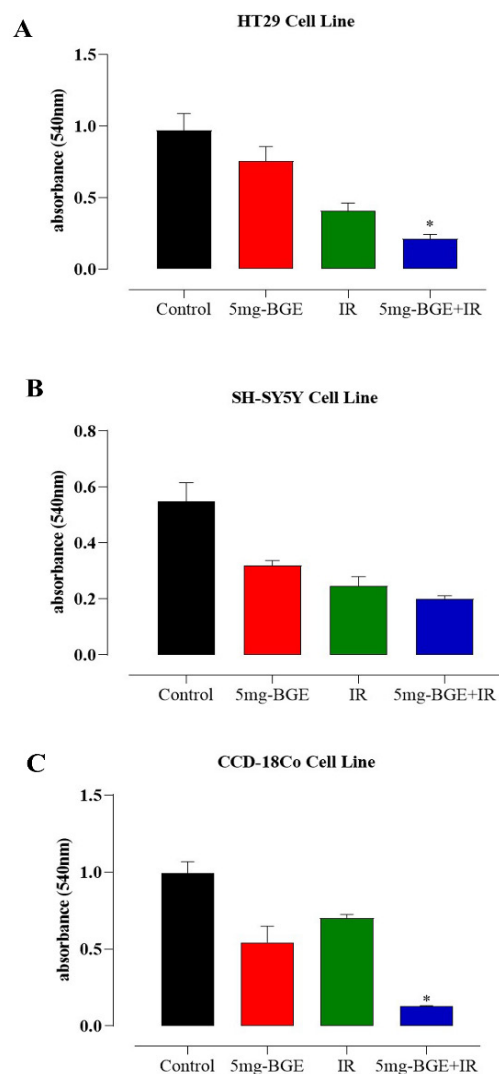 A
HT29 Cell Line
absorbance (540nm)
1.5
1.0
0.5
0.0
Control 5mg-BGE IR 5mg-BGE+IR
*
B
SH-SY5Y Cell Line
absorbance (540nm)
0.8
0.6
0.4
0.2
0.0
Control 5mg-BGE IR 5mg-BGE+IR
C
CCD-18Co Cell Line
absorbance (540nm)
1.5
1.0
0.5
0.0
*
Control 5mg-BGE IR 5mg-BGE+IR